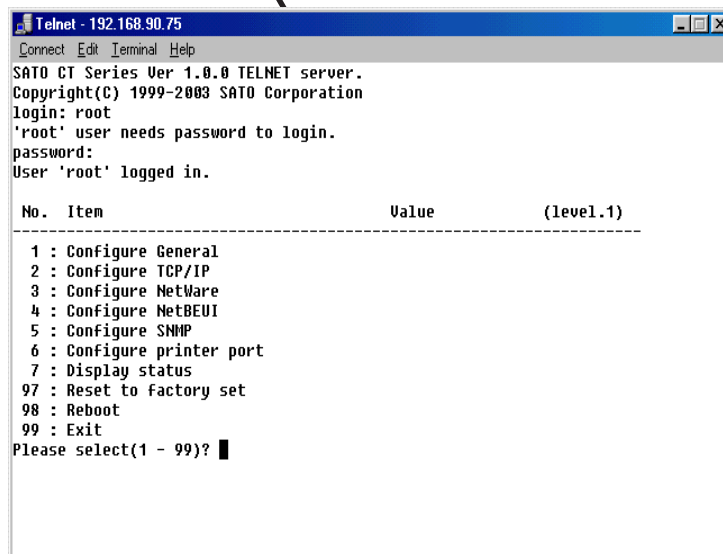 Telnet - 192.168.90.75
Connect Edit Terminal Help
SATO CT Series Ver 1.0.0 TELNET server.
Copyright(C) 1999-2003 SATO Corporation
login: root
'root' user needs password to login.
password:
User 'root' logged in.
No. Item Value (level.1)
----------------------------------------------------------------------
1 : Configure General
2 : Configure TCP/IP
3 : Configure NetWare
4 : Configure NetBEUI
5 : Configure SNMP
6 : Configure printer port
7 : Display status
97 : Reset to factory set
98 : Reboot
99 : Exit
Please select(1 - 99)?